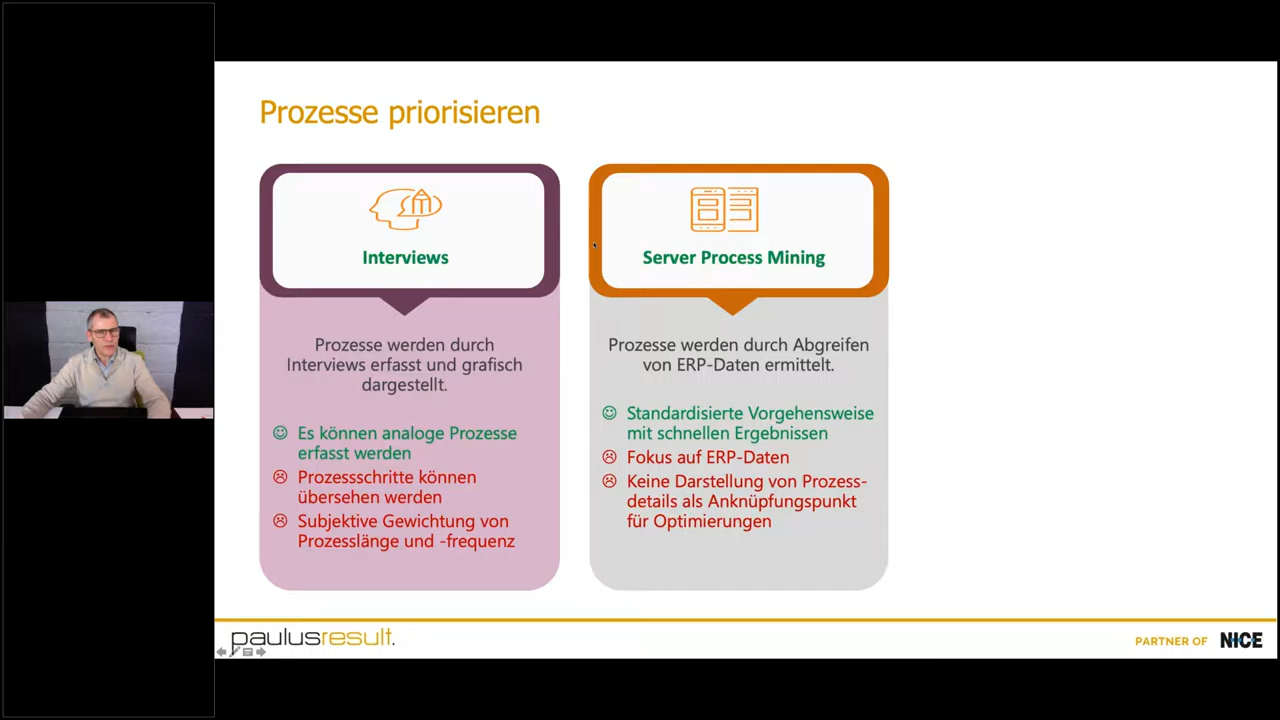 Prozesse priorisieren
Interviews
Prozesse werden durch
Interviews erfasst und grafisch
dargestellt.
Es können analoge Prozesse
erfasst werden
Prozessschritte können
übersehen werden
Subjektive Gewichtung von
Prozesslänge und -frequenz
Server Process Mining
Prozesse werden durch Abgreifen
von ERP-Daten ermittelt.
Standardisierte Vorgehensweise
mit schnellen Ergebnissen
Fokus auf ERP-Daten
Keine Darstellung von Prozess-
details als Anknüpfungspunkt
für Optimierungen
paulusresult.
PARTNER OF NICE